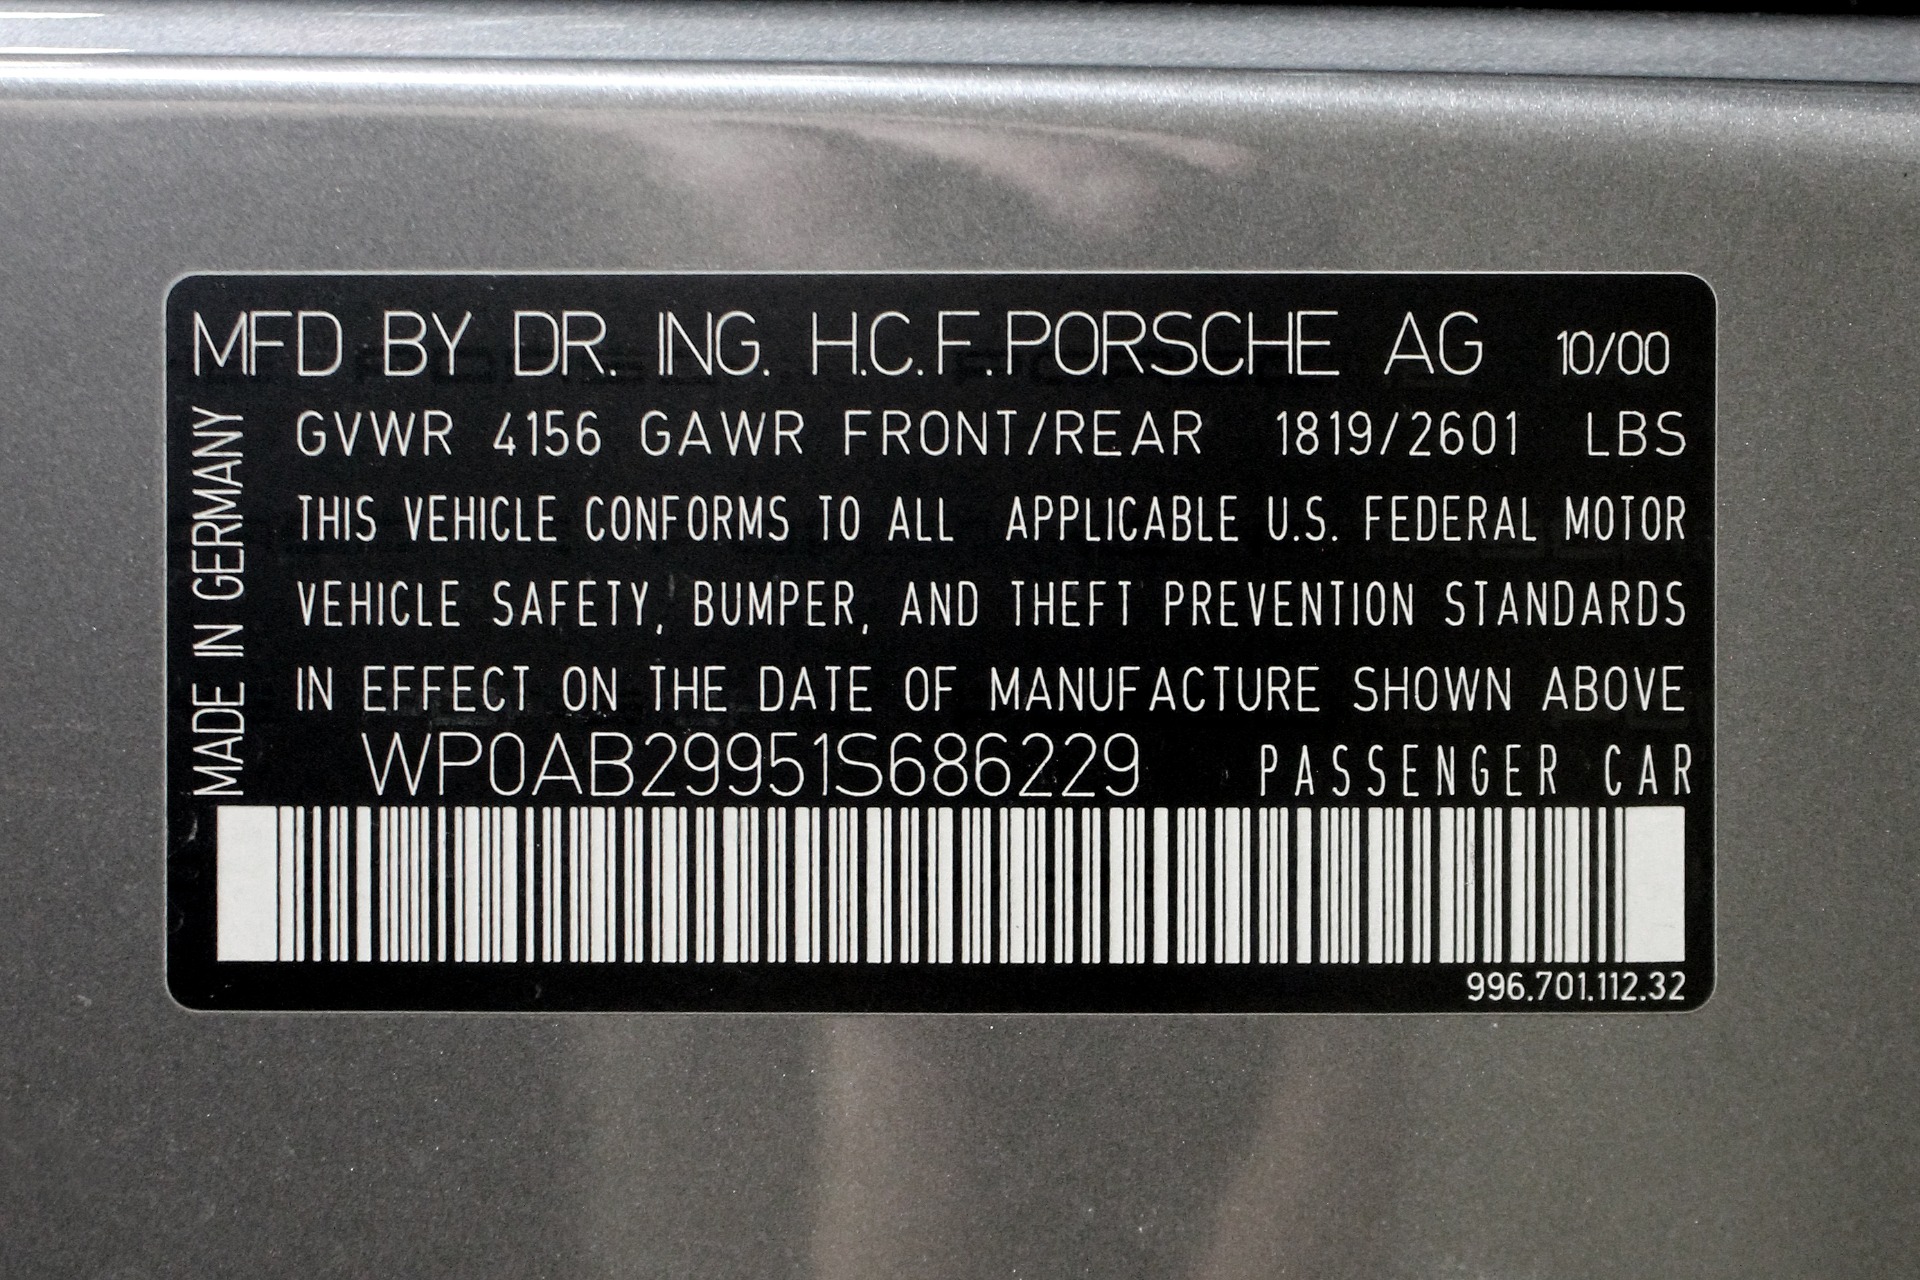 MFD BY DR. ING. H.C.F.PORSCHE AG 10/00
GVWR 4156 GAWR FRONT/REAR 1819/2601 LBS
THIS VEHICLE CONFORMS TO ALL APPLICABLE U.S. FEDERAL MOTOR
VEHICLE SAFETY, BUMPER, AND THEFT PREVENTION STANDARDS
IN EFFECT ON THE DATE OF MANUFACTURE SHOWN ABOVE
WP0AB29951S686229 PASSENGER CAR
996.701.112.32
MADE IN GERMANY